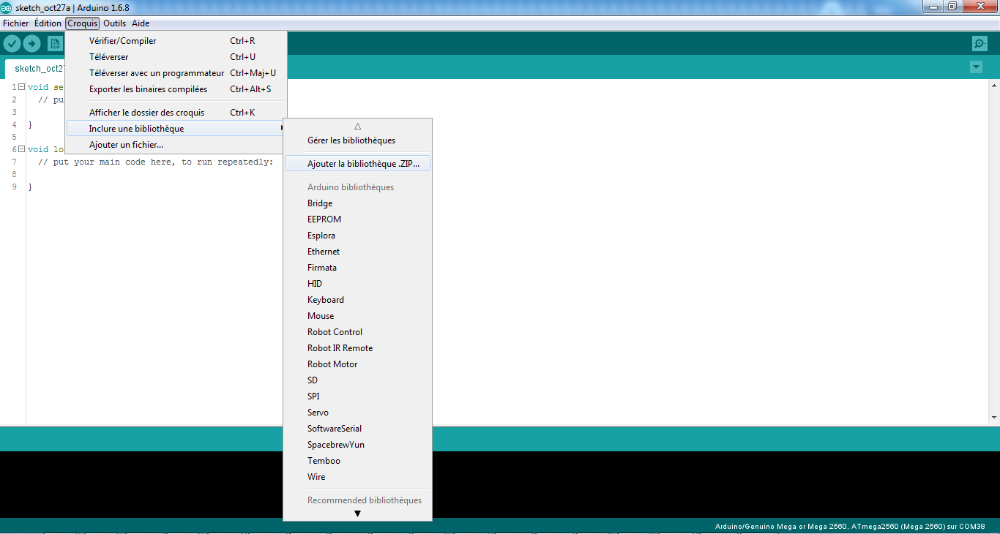 sketch_oct27a | Arduino 1.6.8
Fichier Édition Croquis Outils Aide
Vérifier/Compiler Ctrl+R
Téléverser Ctrl+U
Téléverser avec un programmateur Ctrl+Maj+U
Exporter les binaires compilées Ctrl+Alt+S
Afficher le dossier des croquis Ctrl+K
Inclure une bibliothèque
Ajouter un fichier...
Gérer les bibliothèques
Ajouter la bibliothèque .ZIP...
Arduino bibliothèques
Bridge
EEPROM
Esplora
Ethernet
Firmata
HID
Keyboard
Mouse
Robot Control
Robot IR Remote
Robot Motor
SD
SPI
Servo
SoftwareSerial
SpacebrewYun
Temboo
Wire
Recommended bibliothèques
sketch_oct27
1 void se
2 // pu
3
4 }
5
6 void lo
7 // put your main code here, to run repeatedly:
8
9 }
Arduino/Genuino Mega or Mega 2560, ATmega2560 (Mega 2560) sur COM38